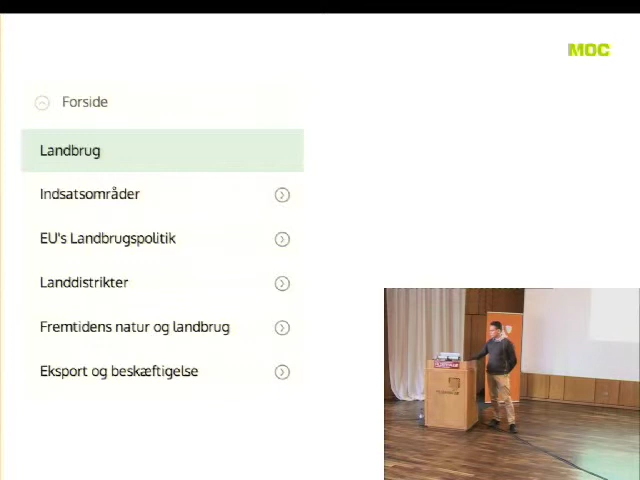 MOC
Forside
Landbrug
Indsatsområder
EU's Landbrugspolitik
Landdistrikter
Fremtidens natur og landbrug
Eksport og beskæftigelse